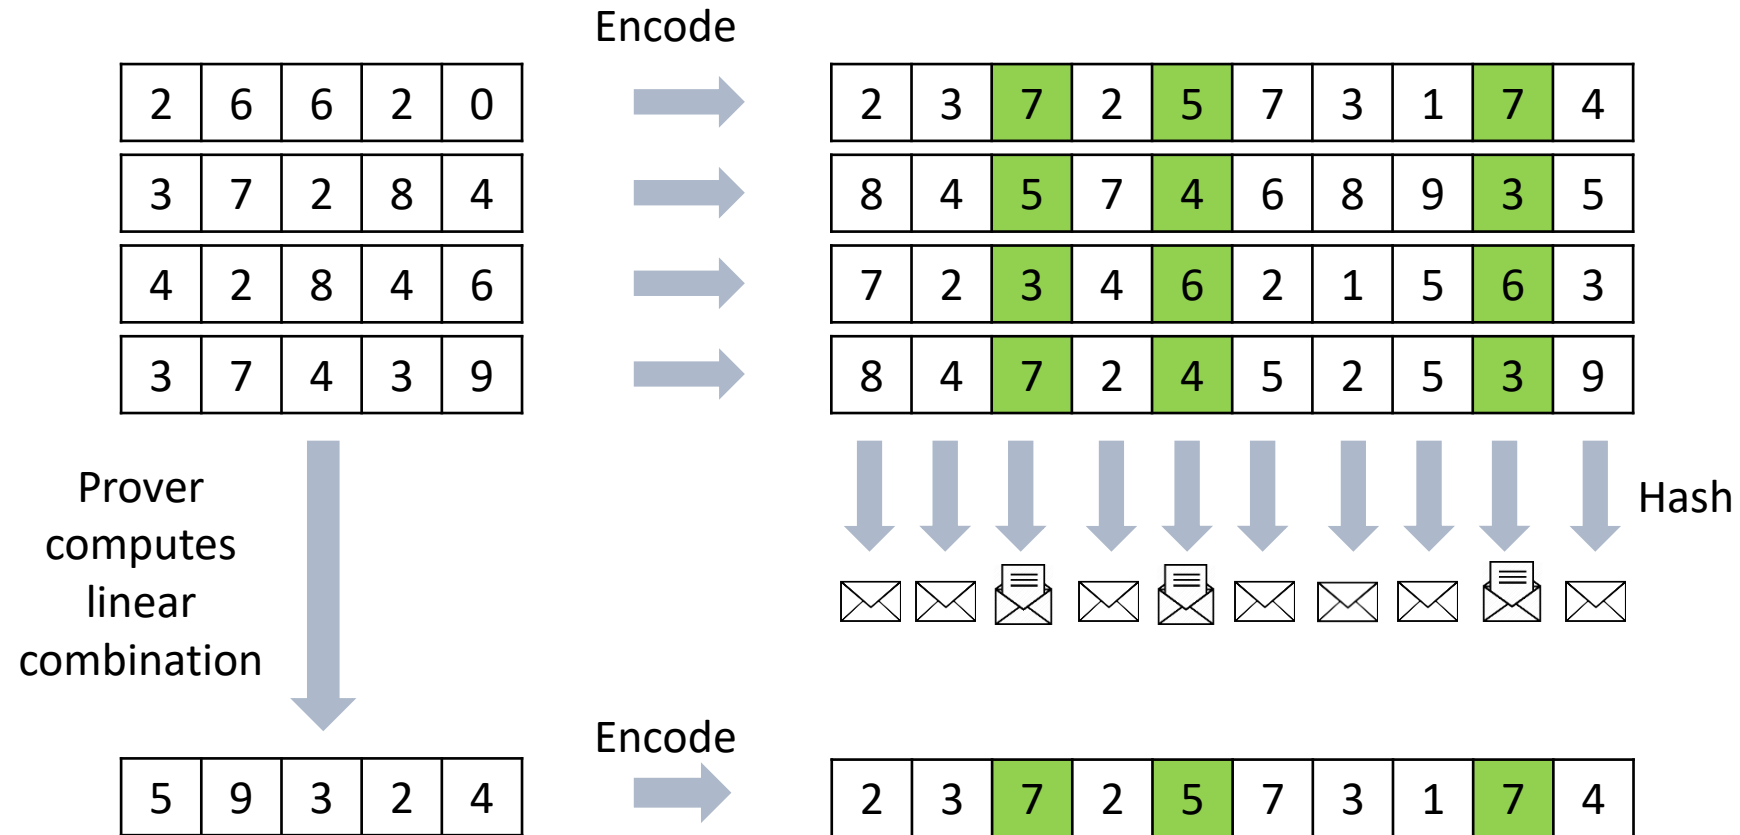 Encode
2 6 6 2 0 2 3 7 2 5 7 3 1 7 4
3 7 2 8 4 8 4 5 7 4 6 8 9 3 5
4 2 8 4 6 7 2 3 4 6 2 1 5 6 3
3 7 4 3 9 8 4 7 2 4 5 2 5 3 9
Prover
computes
linear
combination
Hash
Encode
5 9 3 2 4 2 3 7 2 5 7 3 1 7 4